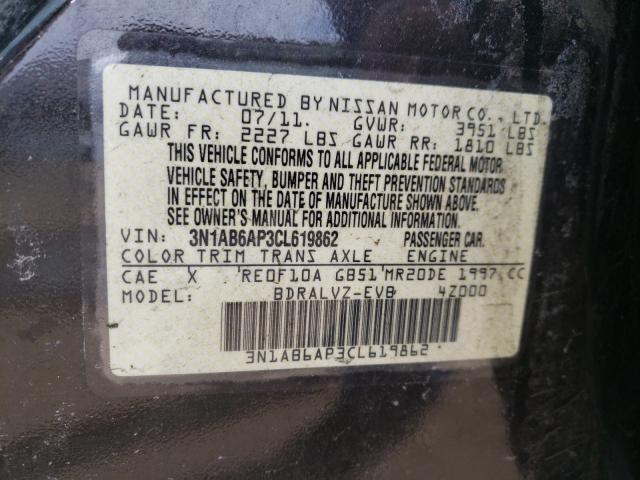 MANUFACTURED BY NISSAN MOTOR CO., LTD.
DATE: 07/11. GVWR: 3951 LBS
GAWR FR: 2227 LBS GAWR RR: 1810 LBS
THIS VEHICLE CONFORMS TO ALL APPLICABLE FEDERAL MOTOR
VEHICLE SAFETY, BUMPER AND THEFT PREVENTION STANDARDS
IN EFFECT ON THE DATE OF MANUFACTURE SHOWN ABOVE.
SEE OWNER'S MANUAL FOR ADDITIONAL INFORMATION.
VIN: 3N1AB6AP3CL619862 PASSENGER CAR.
COLOR TRIM TRANS AXLE ENGINE
CAE X RE0F10A GB51 MR20DE 1997 CC
MODEL: BDRALVZ-EVB 4Z000
3N1AB6AP3CL619862